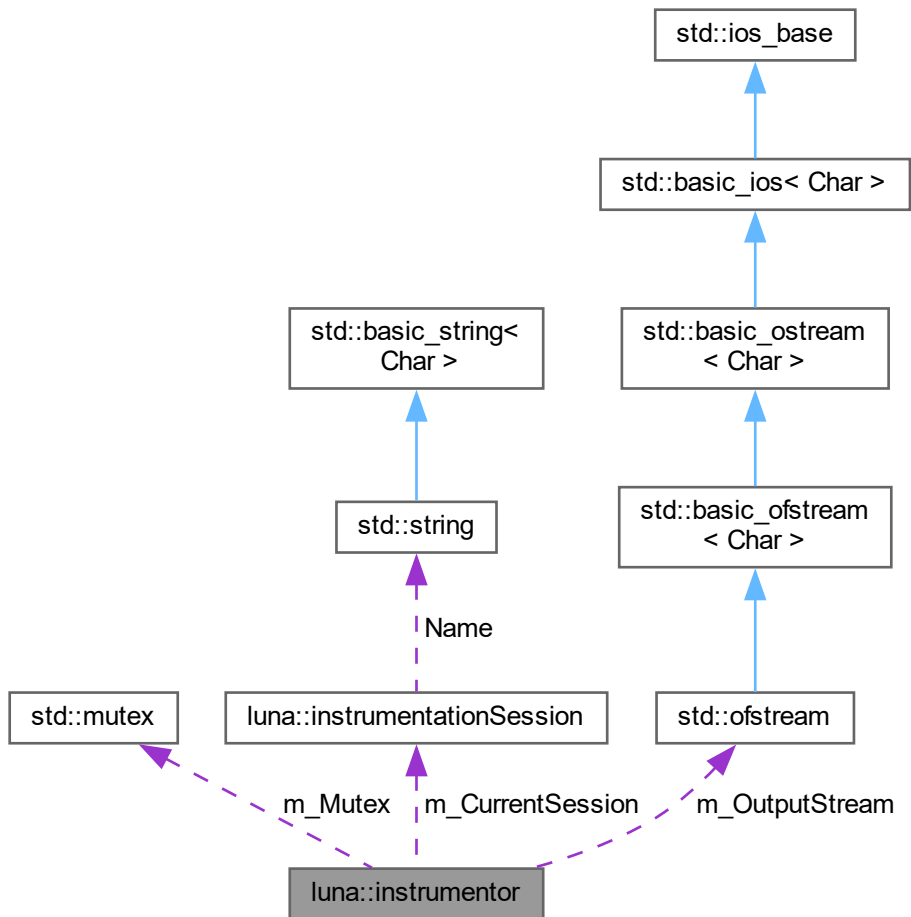 std::ios_base
std::basic_ios< Char >
std::basic_string<
Char >
std::basic_ostream
< Char >
std::string
std::basic_ofstream
< Char >
Name
std::mutex
luna::instrumentationSession
std::ofstream
m_Mutex
m_CurrentSession
m_OutputStream
luna::instrumentor